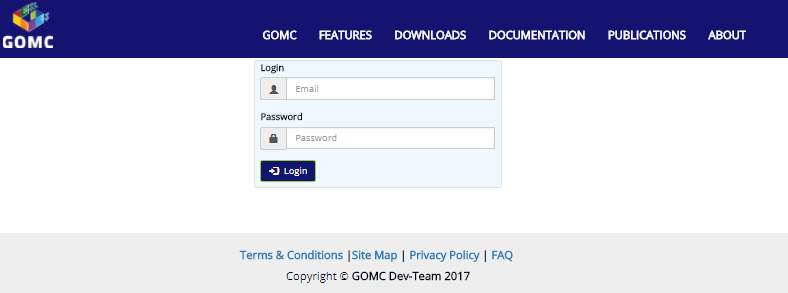 GOMC
GOMC FEATURES DOWNLOADS DOCUMENTATION PUBLICATIONS ABOUT
Login
Email
Password
Password
Login
Terms & Conditions |Site Map | Privacy Policy | FAQ
Copyright © GOMC Dev-Team 2017